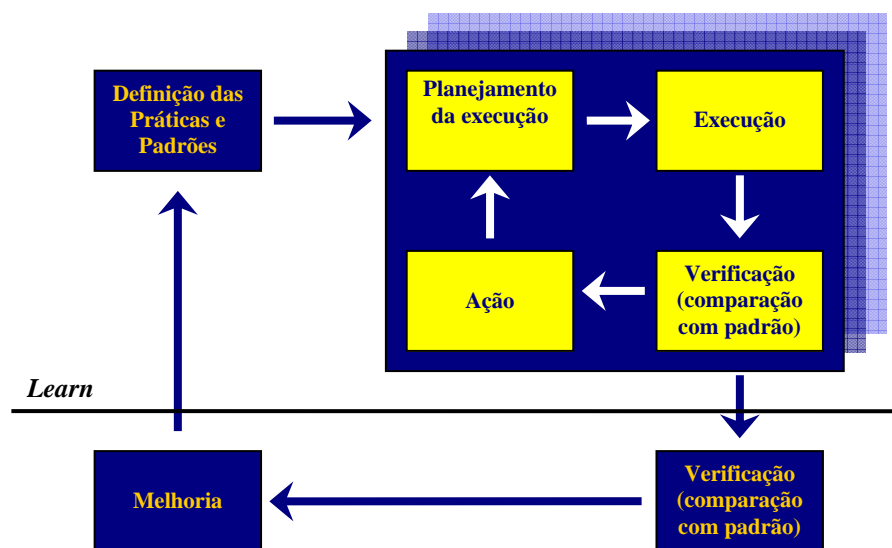 Definição das
Práticas e
Padrões
Planejamento
da execução
Execução
Ação
Verificação
(comparação
com padrão)
Learn
Melhoria
Verificação
(comparação
com padrão)